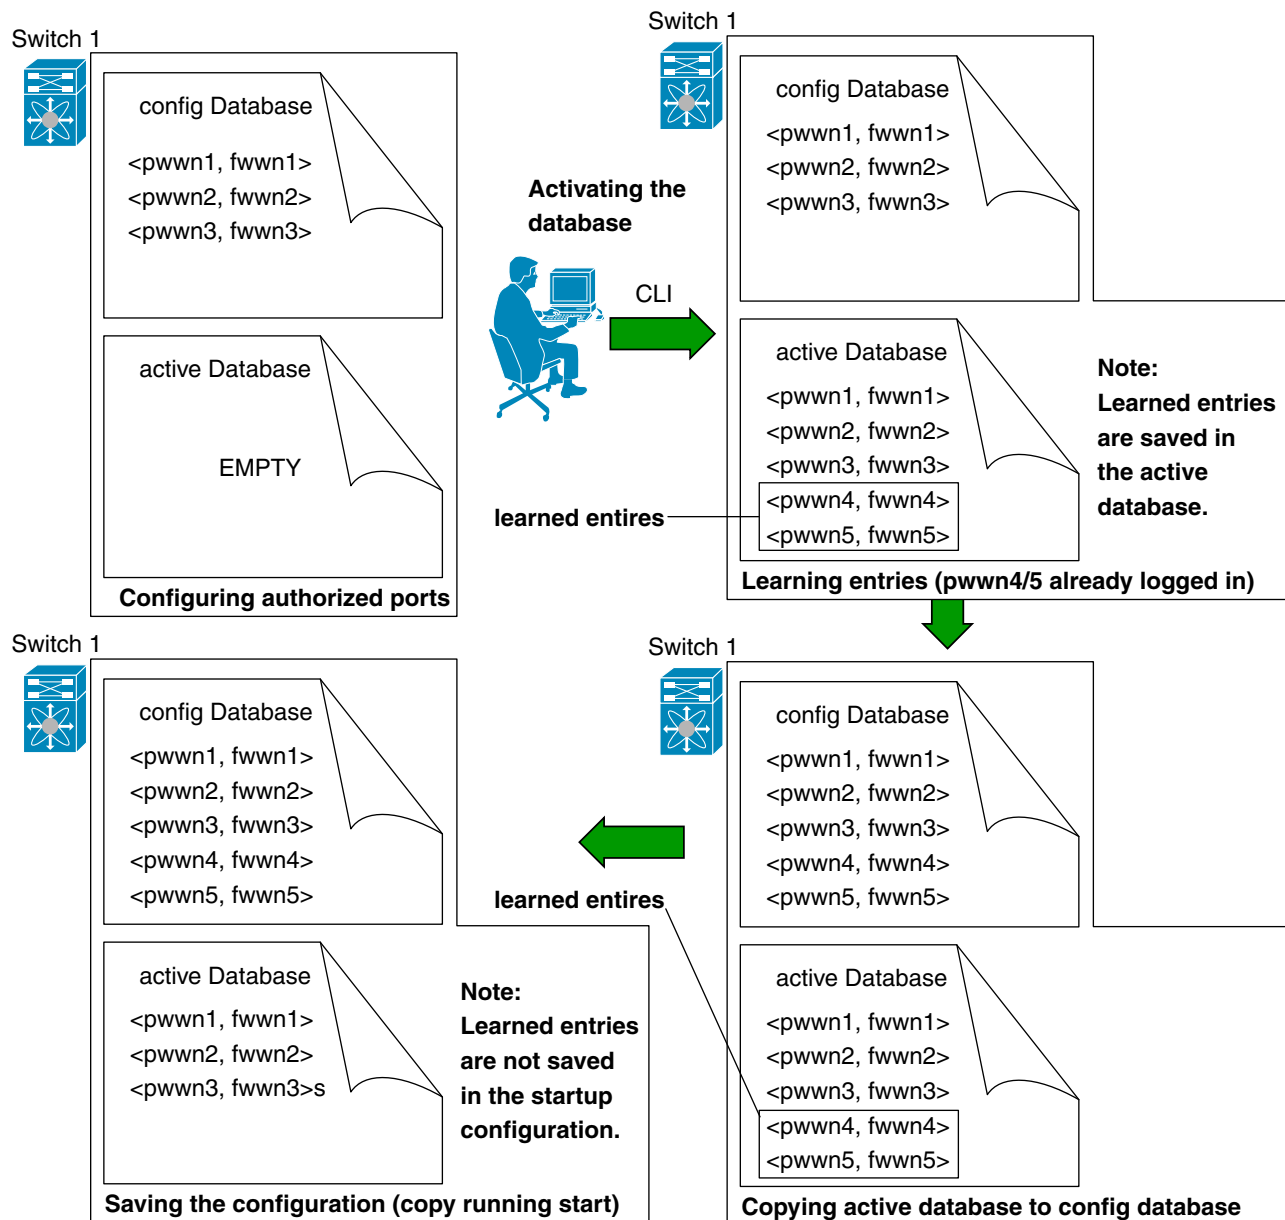 Switch 1
config Database
<pwwn1, fwwn1>
<pwwn2, fwwn2>
<pwwn3, fwwn3>
active Database
EMPTY
Configuring authorized ports
Activating the
database
CLI
Switch 1
config Database
<pwwn1, fwwn1>
<pwwn2, fwwn2>
<pwwn3, fwwn3>
active Database
<pwwn1, fwwn1>
<pwwn2, fwwn2>
<pwwn3, fwwn3>
<pwwn4, fwwn4>
<pwwn5, fwwn5>
learned entires
Note:
Learned entries
are saved in
the active
database.
Learning entries (pwwn4/5 already logged in)
Switch 1
config Database
<pwwn1, fwwn1>
<pwwn2, fwwn2>
<pwwn3, fwwn3>
<pwwn4, fwwn4>
<pwwn5, fwwn5>
active Database
<pwwn1, fwwn1>
<pwwn2, fwwn2>
<pwwn3, fwwn3>s
Note:
Learned entries
are not saved
in the startup
configuration.
Saving the configuration (copy running start)
learned entires
Switch 1
config Database
<pwwn1, fwwn1>
<pwwn2, fwwn2>
<pwwn3, fwwn3>
<pwwn4, fwwn4>
<pwwn5, fwwn5>
active Database
<pwwn1, fwwn1>
<pwwn2, fwwn2>
<pwwn3, fwwn3>
<pwwn4, fwwn4>
<pwwn5, fwwn5>
Copying active database to config database